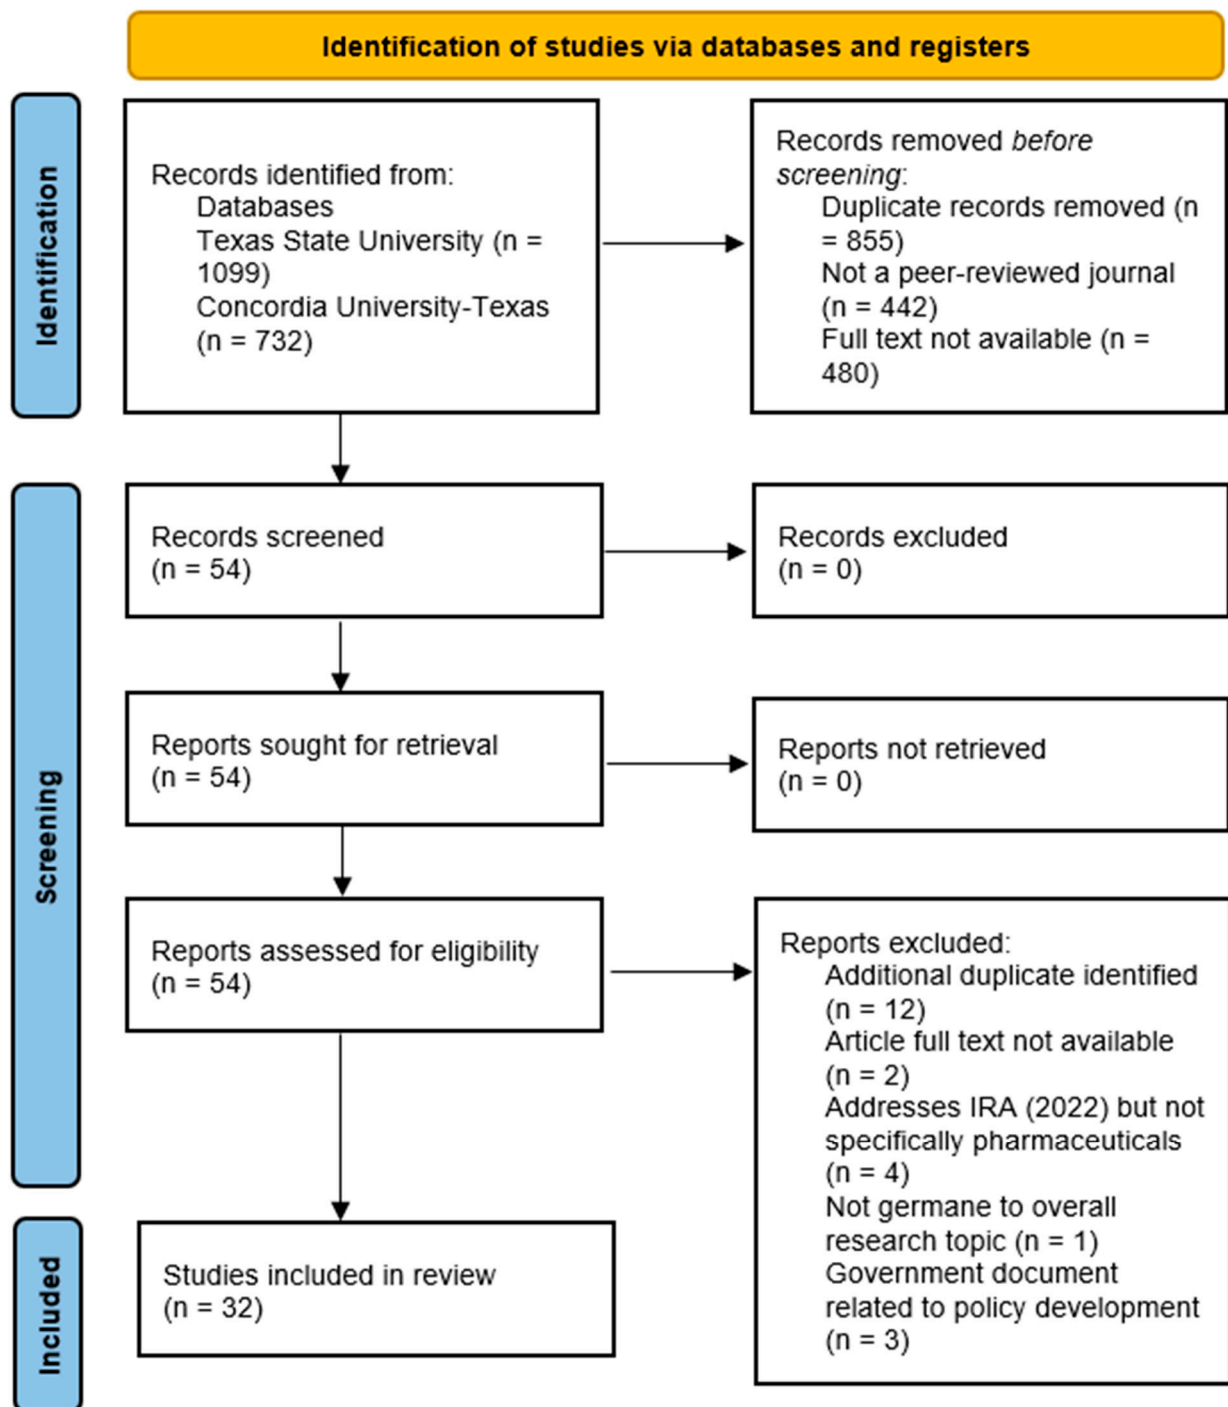 Identification of studies via databases and registers
Identification
Records identified from:
Databases
Texas State University (n =
1099)
Concordia University-Texas
(n = 732)
Records removed before
screening:
Duplicate records removed (n
= 855)
Not a peer-reviewed journal
(n = 442)
Full text not available (n =
480)
Screening
Records screened
(n = 54)
Records excluded
(n = 0)
Reports sought for retrieval
(n = 54)
Reports not retrieved
(n = 0)
Reports assessed for eligibility
(n = 54)
Reports excluded:
Additional duplicate identified
(n = 12)
Article full text not available
(n = 2)
Addresses IRA (2022) but not
specifically pharmaceuticals
(n = 4)
Not germane to overall
research topic (n = 1)
Government document
related to policy development
(n = 3)
Included
Studies included in review
(n = 32)